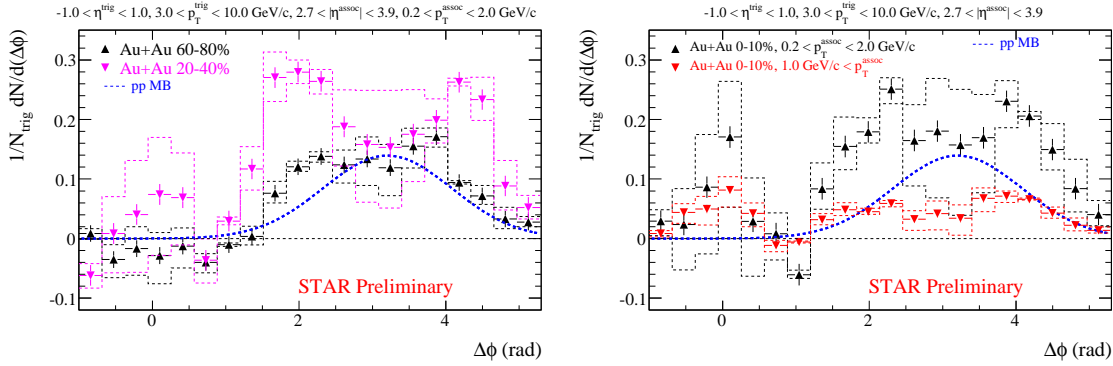 -1.0 < η^trig < 1.0, 3.0 < p_T^trig < 10.0 GeV/c, 2.7 < |η^assoc| < 3.9, 0.2 < p_T^assoc < 2.0 GeV/c
1/N_trig dN/d(Δϕ)
0.3
0.2
0.1
0
-0.1
Au+Au 60-80%
Au+Au 20-40%
pp MB
STAR Preliminary
0
2
4
Δϕ (rad)
-1.0 < η^trig < 1.0, 3.0 < p_T^trig < 10.0 GeV/c, 2.7 < |η^assoc| < 3.9
1/N_trig dN/d(Δϕ)
0.3
0.2
0.1
0
-0.1
Au+Au 0-10%, 0.2 < p_T^assoc < 2.0 GeV/c
Au+Au 0-10%, 1.0 GeV/c < p_T^assoc
pp MB
STAR Preliminary
0
2
4
Δϕ (rad)